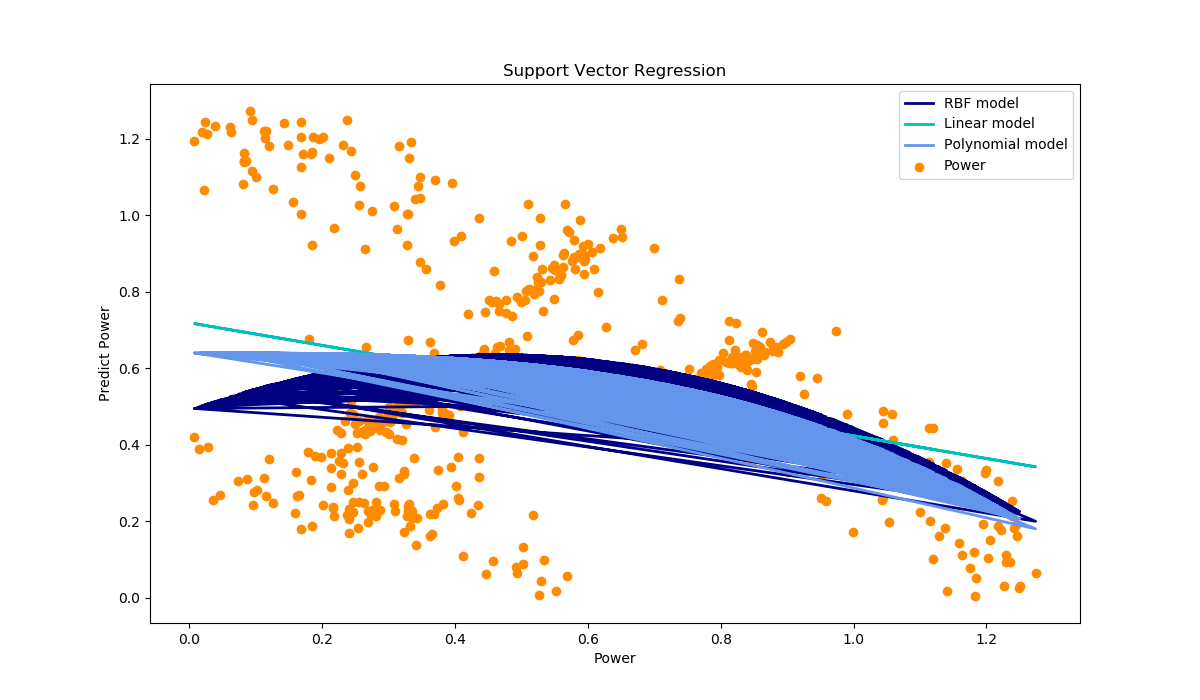 Support Vector Regression
RBF model
Linear model
Polynomial model
Power
Predict Power
1.2
1.0
0.8
0.6
0.4
0.2
0.0
0.0 0.2 0.4 0.6 0.8 1.0 1.2
Power